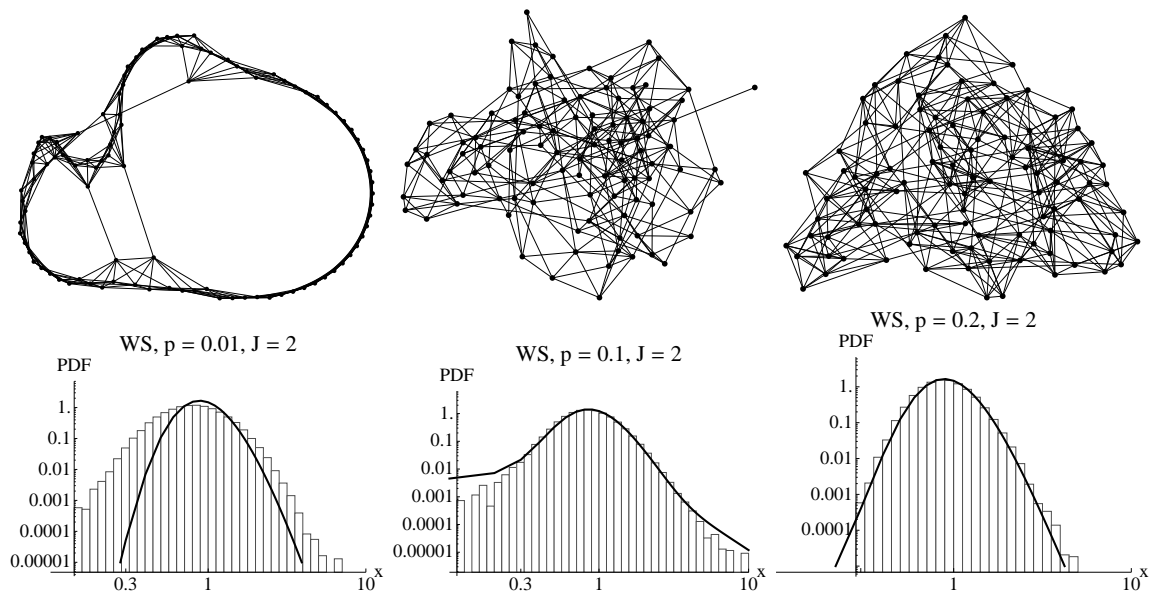 WS, p = 0.01, J = 2
PDF
1.
0.1
0.01
0.001
0.0001
0.00001
0.3
1
10
x
WS, p = 0.1, J = 2
PDF
1.
0.1
0.01
0.001
0.0001
0.00001
0.3
1
10
x
WS, p = 0.2, J = 2
PDF
1.
0.1
0.01
0.001
0.0001
1
10
x